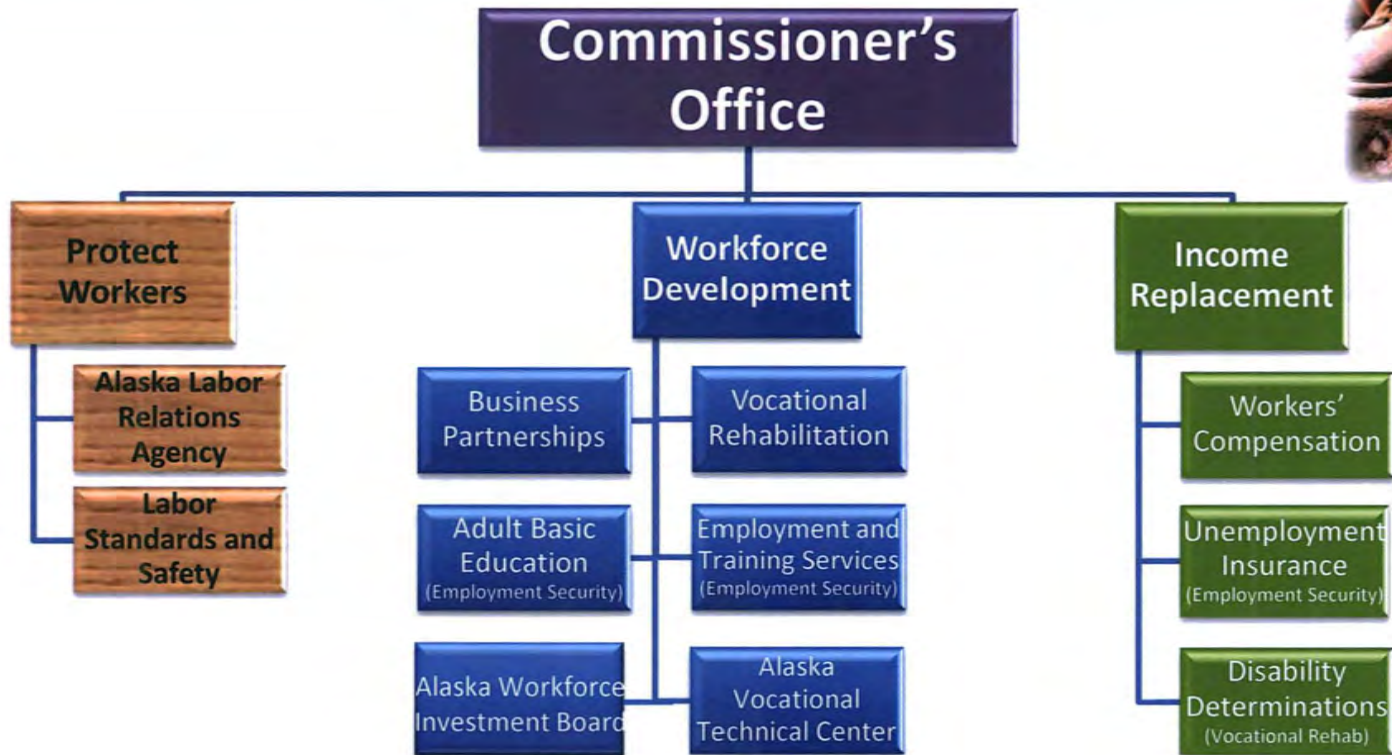 Commissioner's
Office
Protect
Workers
Alaska Labor
Relations
Agency
Labor
Standards and
Safety
Workforce
Development
Business
Partnerships
Vocational
Rehabilitation
Adult Basic
Education
(Employment Security)
Employment and
Training Services
(Employment Security)
Alaska Workforce
Investment Board
Alaska
Vocational
Technical Center
Income
Replacement
Workers'
Compensation
Unemployment
Insurance
(Employment Security)
Disability
Determinations
(Vocational Rehab)